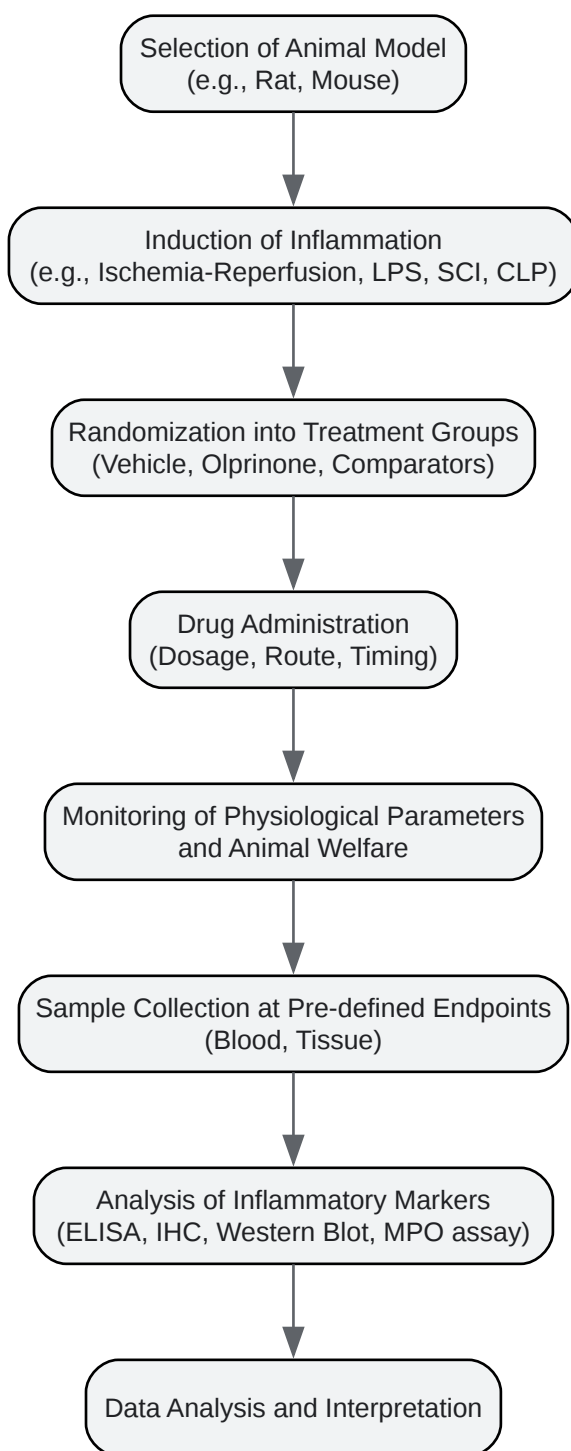 Selection of Animal Model
(e.g., Rat, Mouse)
Induction of Inflammation
(e.g., Ischemia-Reperfusion, LPS, SCI, CLP)
Randomization into Treatment Groups
(Vehicle, Olprinone, Comparators)
Drug Administration
(Dosage, Route, Timing)
Monitoring of Physiological Parameters
and Animal Welfare
Sample Collection at Pre-defined Endpoints
(Blood, Tissue)
Analysis of Inflammatory Markers
(ELISA, IHC, Western Blot, MPO assay)
Data Analysis and Interpretation